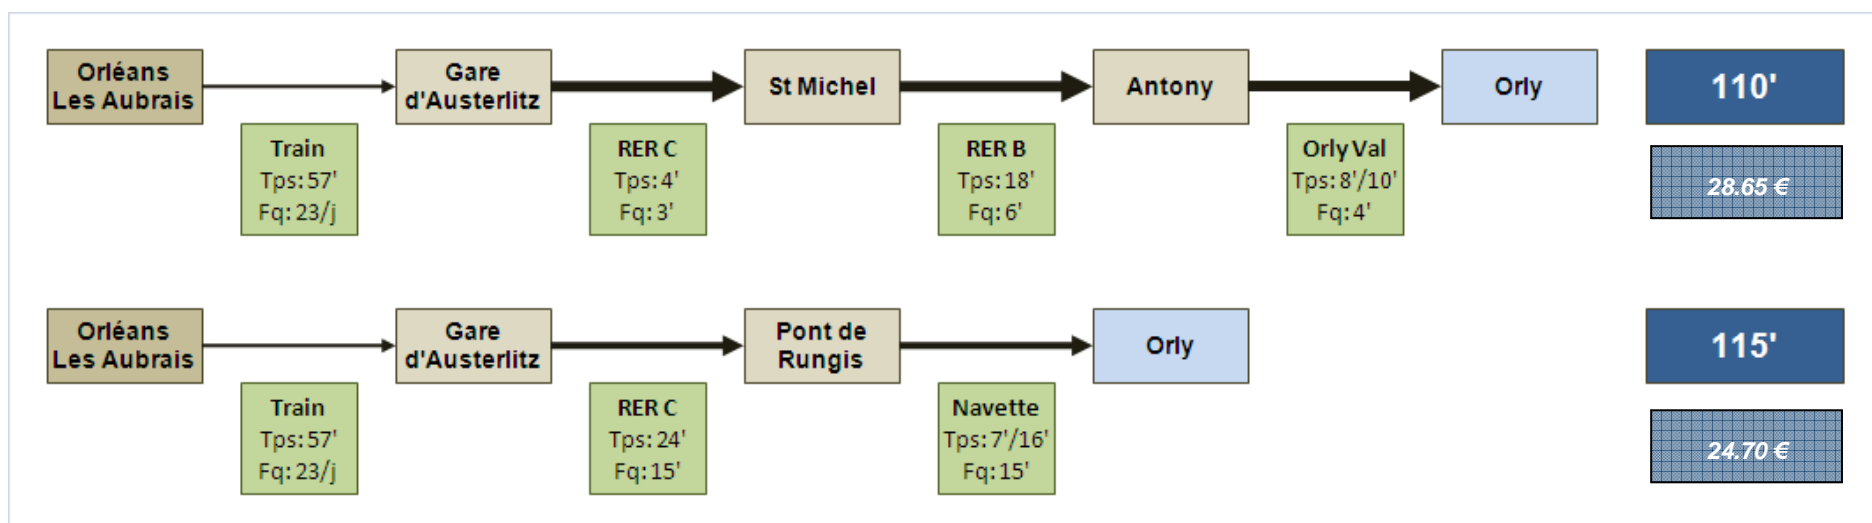 Orléans
Les Aubrais
Gare
d'Austerlitz
St Michel
Antony
Orly
110'
Train
Tps: 57'
Fq: 23/j
RER C
Tps: 4'
Fq: 3'
RER B
Tps: 18'
Fq: 6'
Orly Val
Tps: 8'/10'
Fq: 4'
28.65 €
Orléans
Les Aubrais
Gare
d'Austerlitz
Pont de
Rungis
Orly
115'
Train
Tps: 57'
Fq: 23/j
RER C
Tps: 24'
Fq: 15'
Navette
Tps: 7'/16'
Fq: 15'
24.70 €